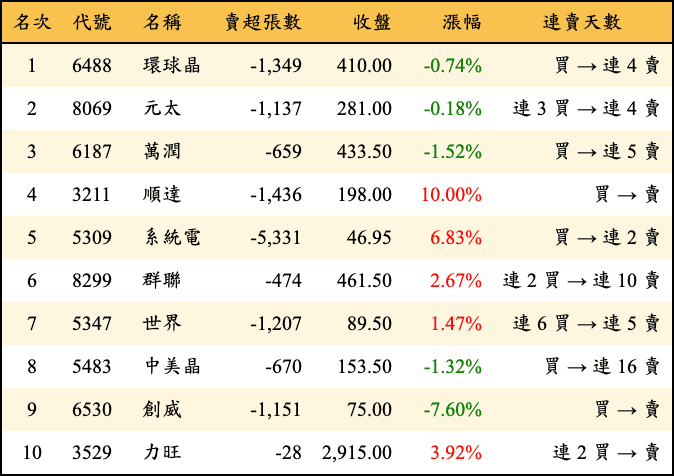 名次 代號 名稱 賣超張數 收盤 漲幅 連賣天數
1 6488 環球晶 -1,349 410.00 -0.74% 買 → 連 4 賣
2 8069 元太 -1,137 281.00 -0.18% 連 3 買 → 連 4 賣
3 6187 萬潤 -659 433.50 -1.52% 買 → 連 5 賣
4 3211 順達 -1,436 198.00 10.00% 買 → 賣
5 5309 系統電 -5,331 46.95 6.83% 買 → 連 2 賣
6 8299 群聯 -474 461.50 2.67% 連 2 買 → 連 10 賣
7 5347 世界 -1,207 89.50 1.47% 連 6 買 → 連 5 賣
8 5483 中美晶 -670 153.50 -1.32% 買 → 連 16 賣
9 6530 創威 -1,151 75.00 -7.60% 買 → 賣
10 3529 力旺 -28 2,915.00 3.92% 連 2 買 → 賣